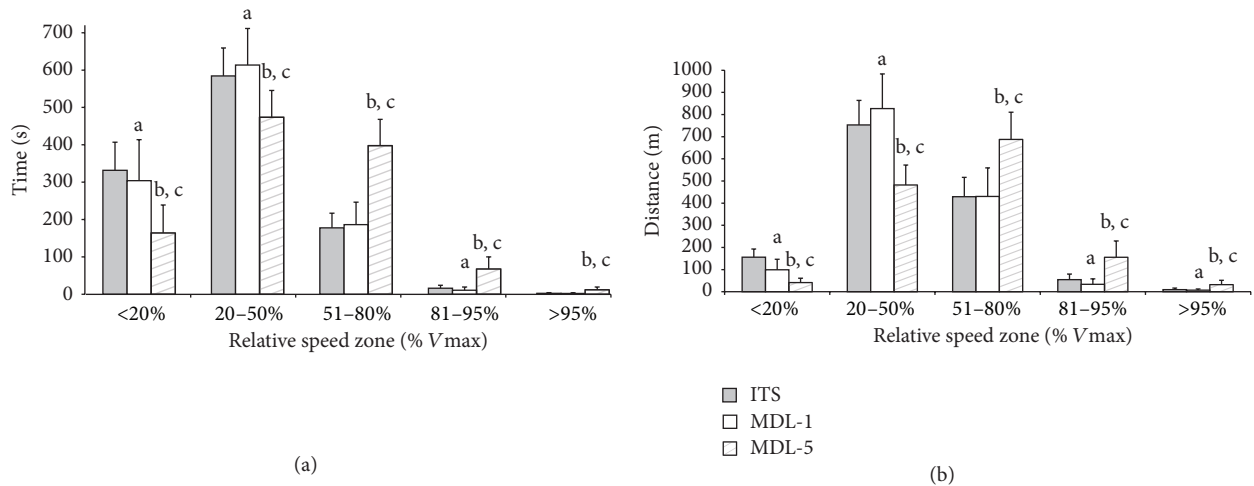 700
600
500
400
300
200
100
0
Time (s)
a
b, c
a
b, c
b, c
a
b, c
b, c
<20%
20–50%
51–80%
81–95%
>95%
Relative speed zone (% Vmax)
(a)
1000
900
800
700
600
500
400
300
200
100
0
Distance (m)
a
b, c
a
b, c
b, c
a
b, c
a
b, c
<20%
20–50%
51–80%
81–95%
>95%
Relative speed zone (% Vmax)
ITS
MDL-1
MDL-5
(b)